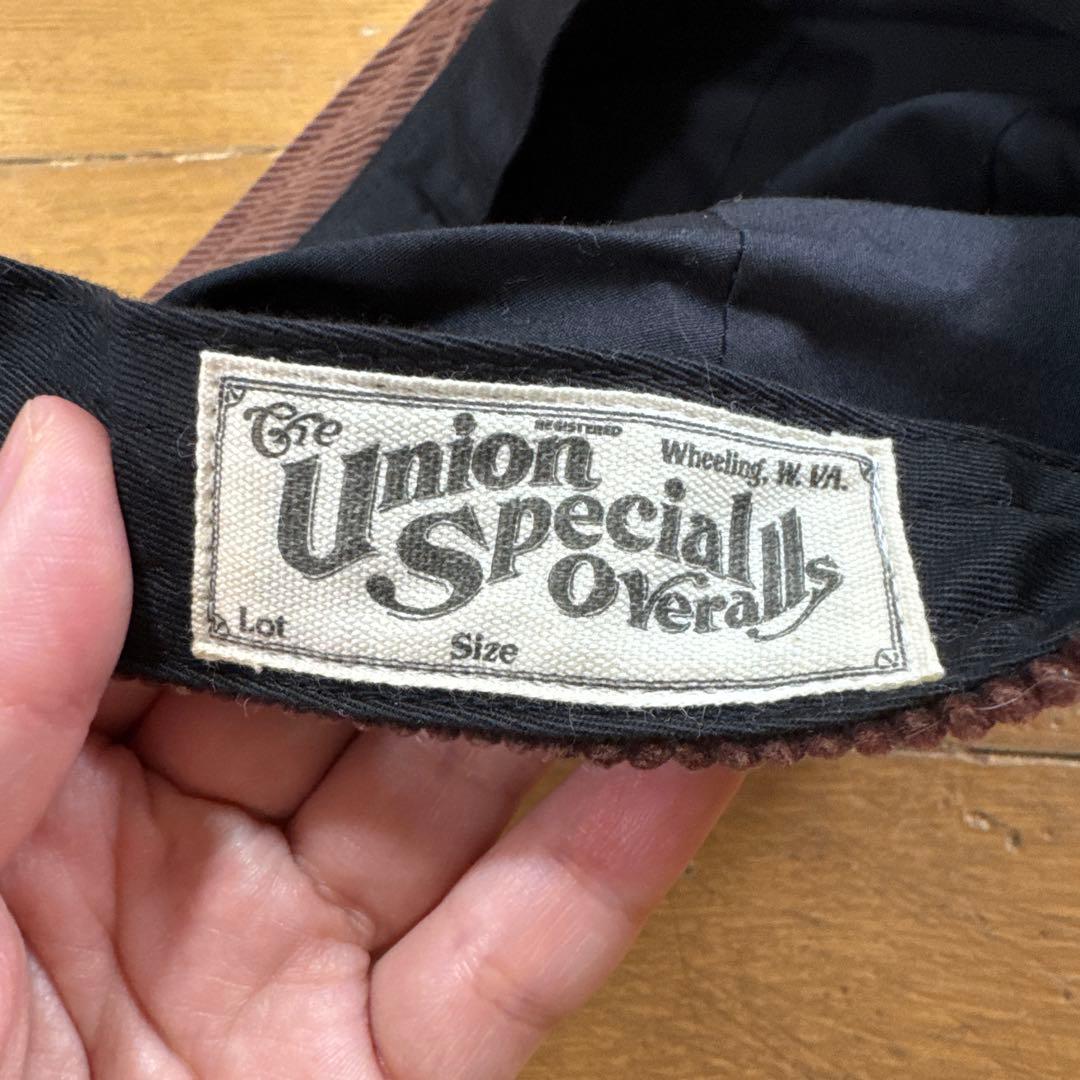 The
Union
REGISTERED
Wheeling, W. VA.
Special
Overalls
Lot
Size